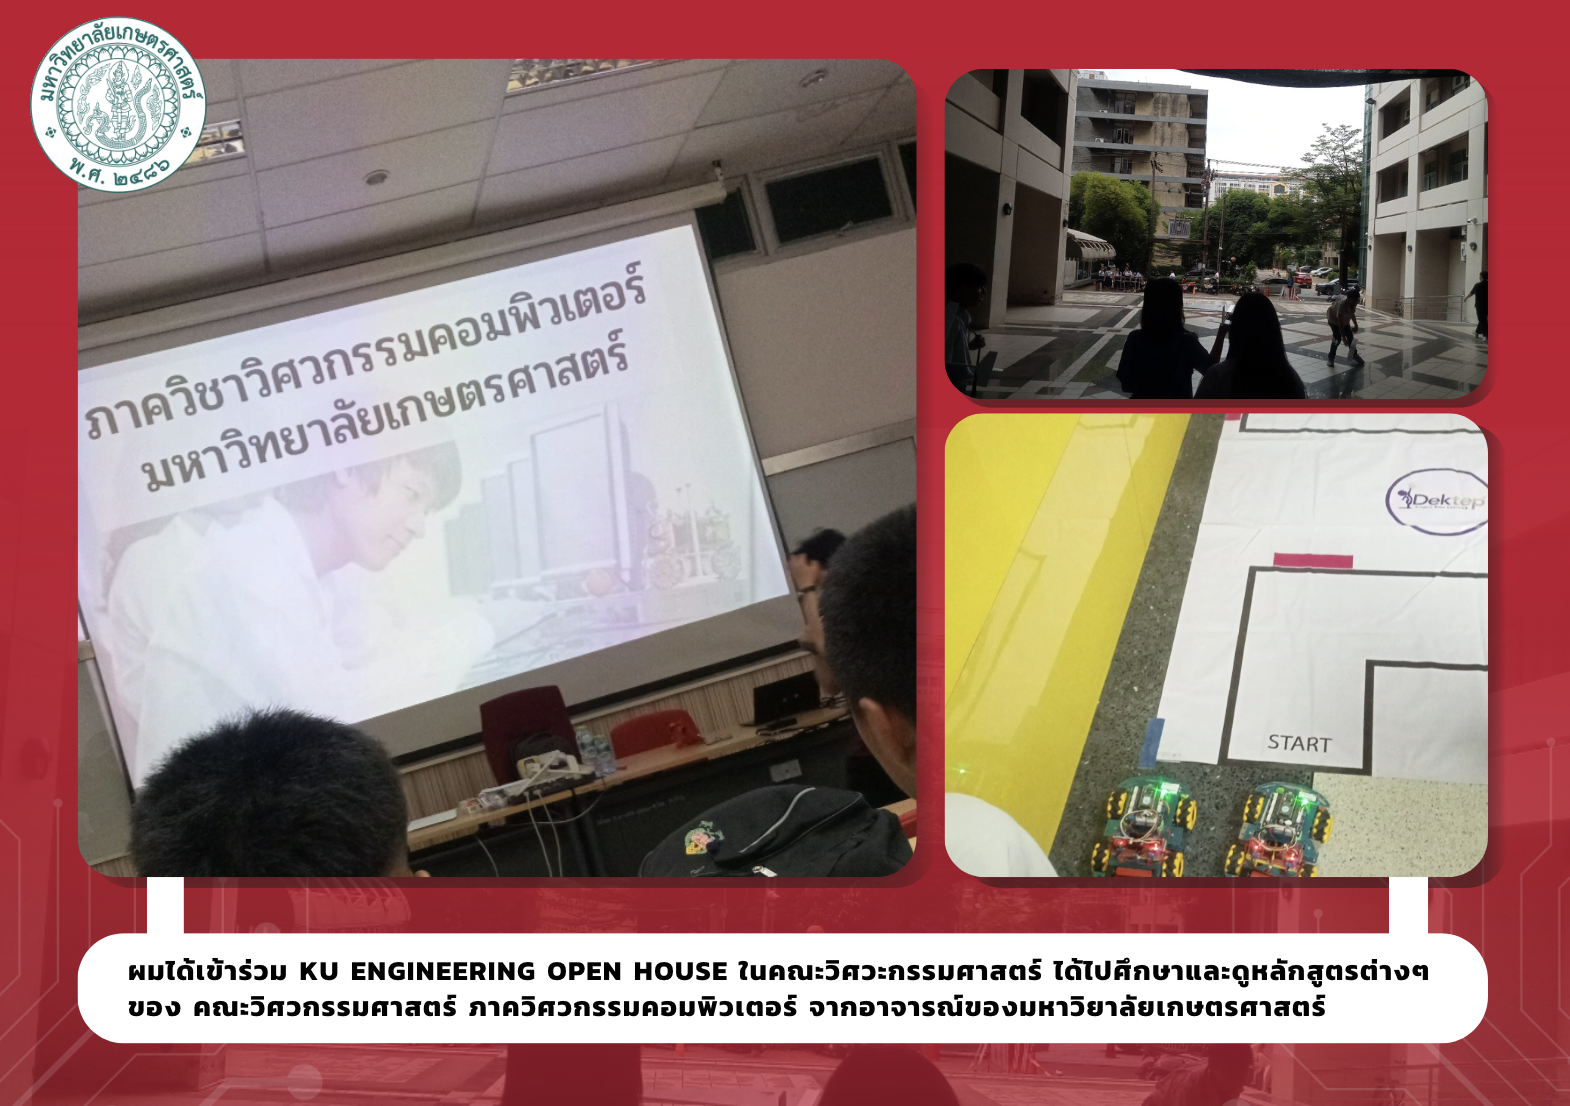 มหาวิทยาลัยเกษตรศาสตร์
พ.ศ. ๒๔๘๖
ภาควิชาวิศวกรรมคอมพิวเตอร์
มหาวิทยาลัยเกษตรศาสตร์
Dektep
START
ผมได้เข้าร่วม KU ENGINEERING OPEN HOUSE ในคณะวิศวะกรรมศาสตร์ ได้ไปศึกษาและดูหลักสูตรต่างๆ
ของ คณะวิศวกรรมศาสตร์ ภาควิศวกรรมคอมพิวเตอร์ จากอาจารณ์ของมหาวิยาลัยเกษตรศาสตร์